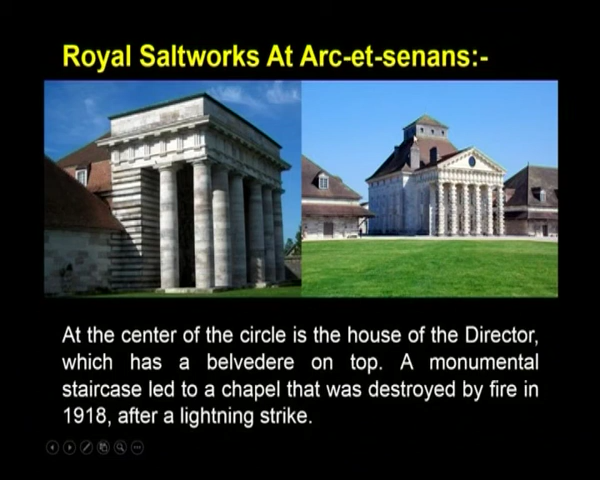 Royal Saltworks At Arc-et-senans:-
At the center of the circle is the house of the Director,
which has a belvedere on top. A monumental
staircase led to a chapel that was destroyed by fire in
1918, after a lightning strike.